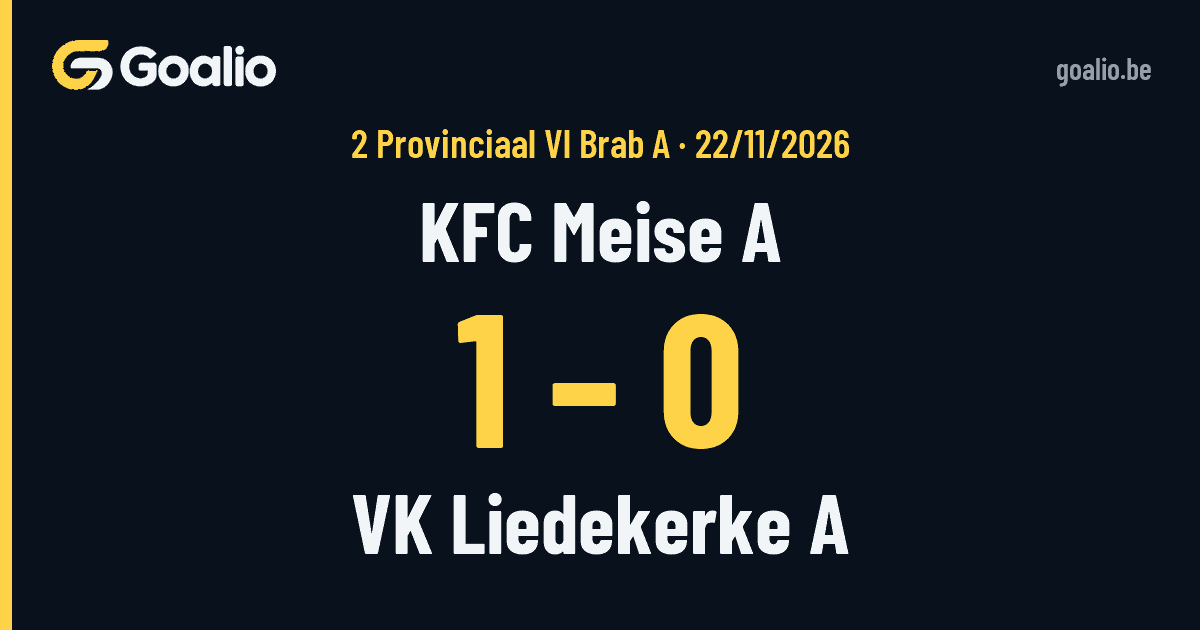 Goalio
goalio.be
2 Provinciaal Vl Brab A · 22/11/2026
KFC Meise A
1 – 0
VK Liedekerke A